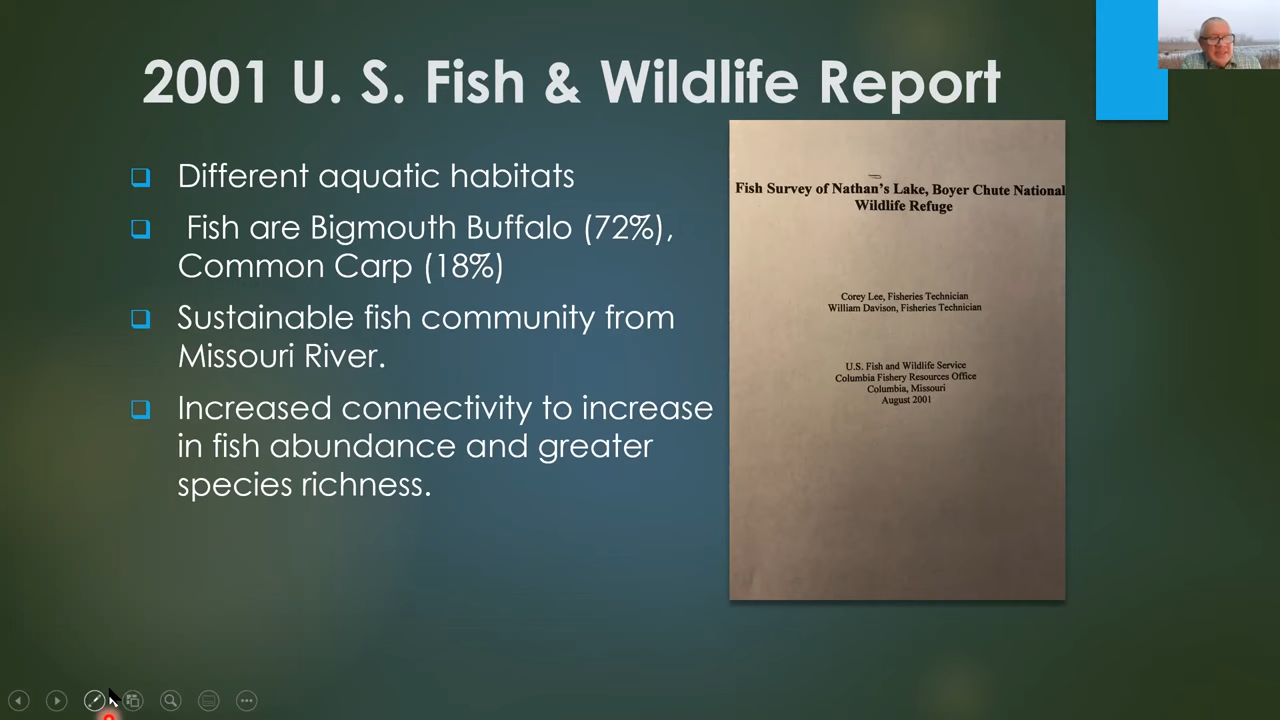 2001 U. S. Fish & Wildlife Report
Different aquatic habitats
Fish are Bigmouth Buffalo (72%),
Common Carp (18%)
Sustainable fish community from
Missouri River.
Increased connectivity to increase
in fish abundance and greater
species richness.
Fish Survey of Nathan's Lake, Boyer Chute National
Wildlife Refuge
Corey Lee, Fisheries Technician
William Davison, Fisheries Technician
U.S. Fish and Wildlife Service
Columbia Fishery Resources Office
Columbia, Missouri
August 2001